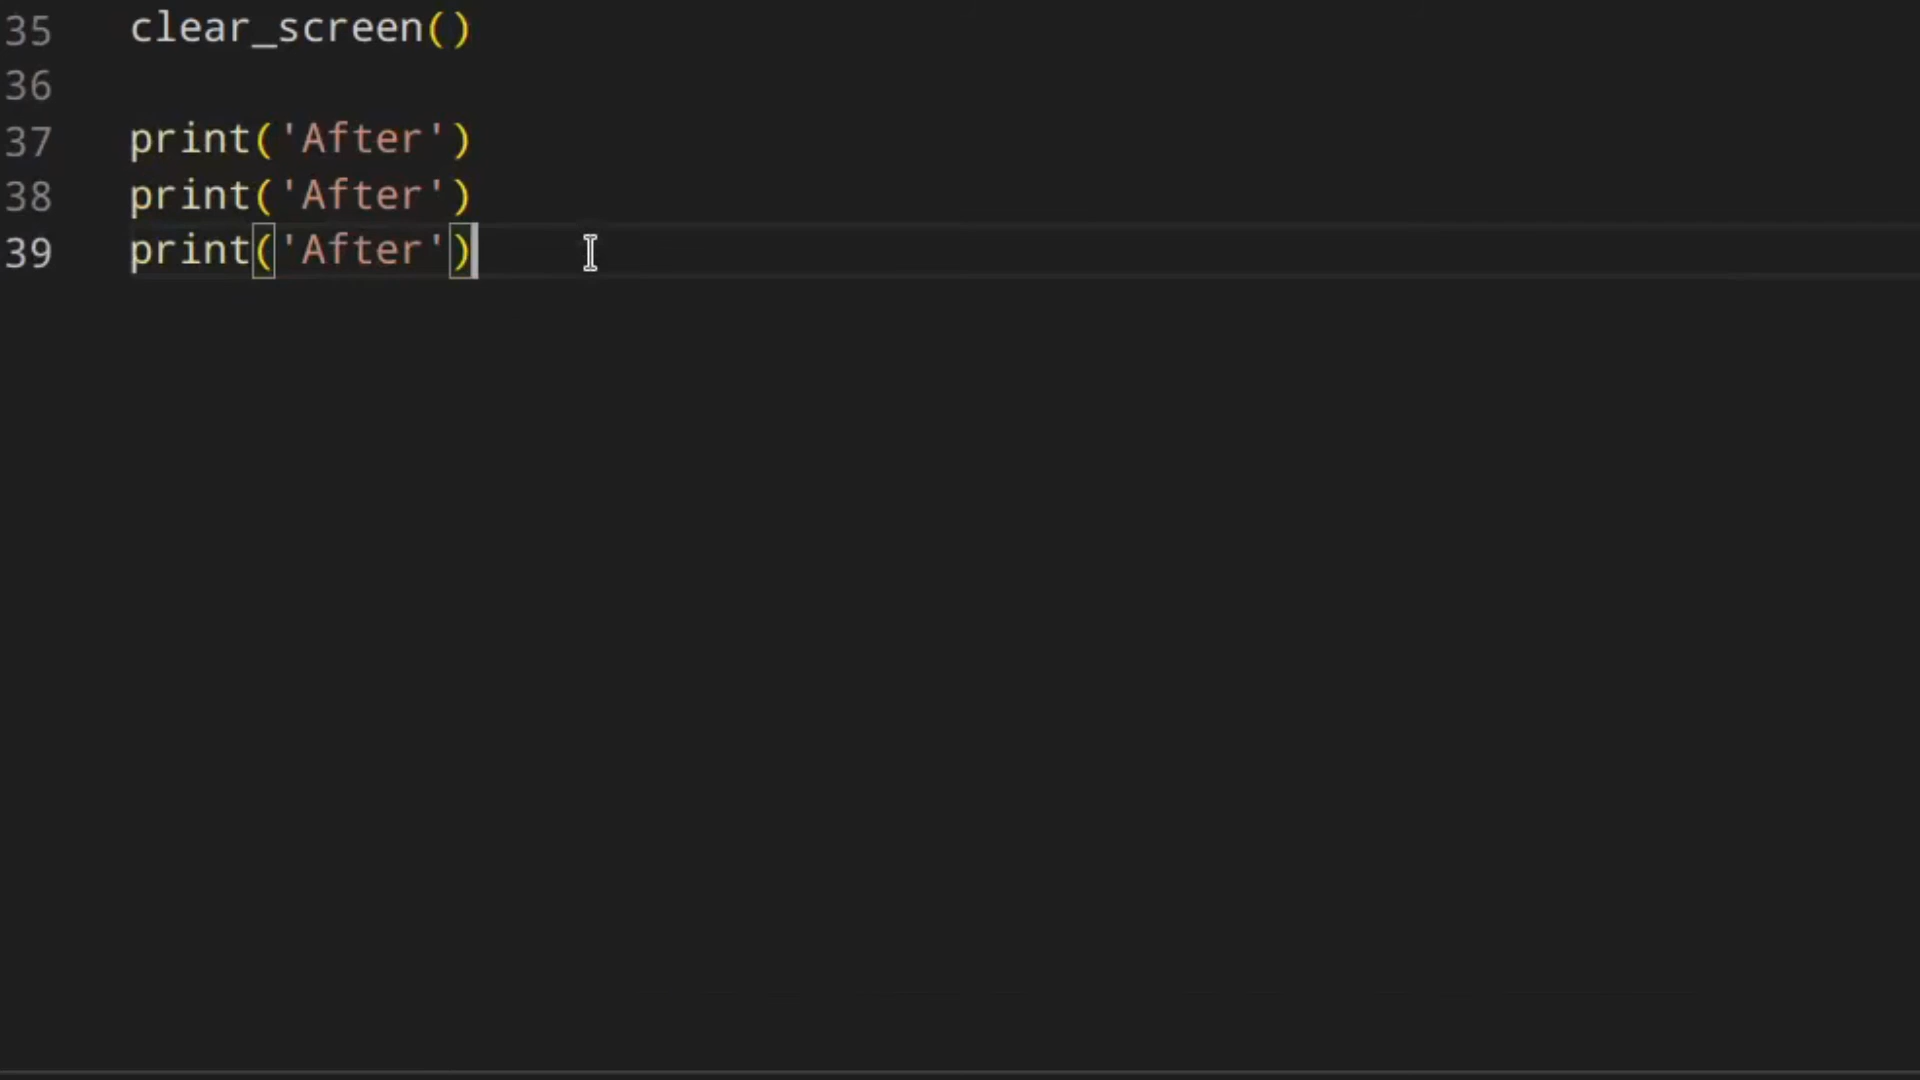 35 clear_screen()
36
37 print('After')
38 print('After')
39 print('After')